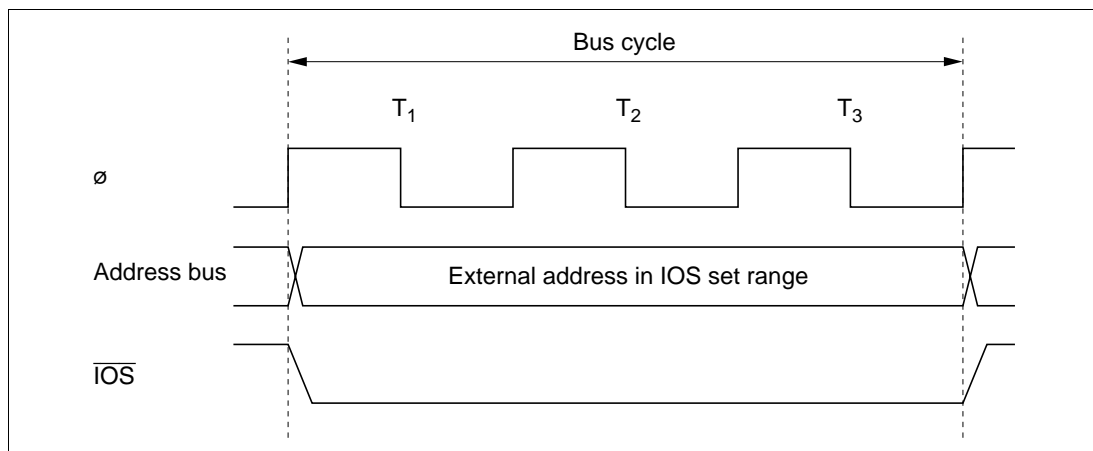 Bus cycle
T1 T2 T3
ø
Address bus External address in IOS set range
IOS